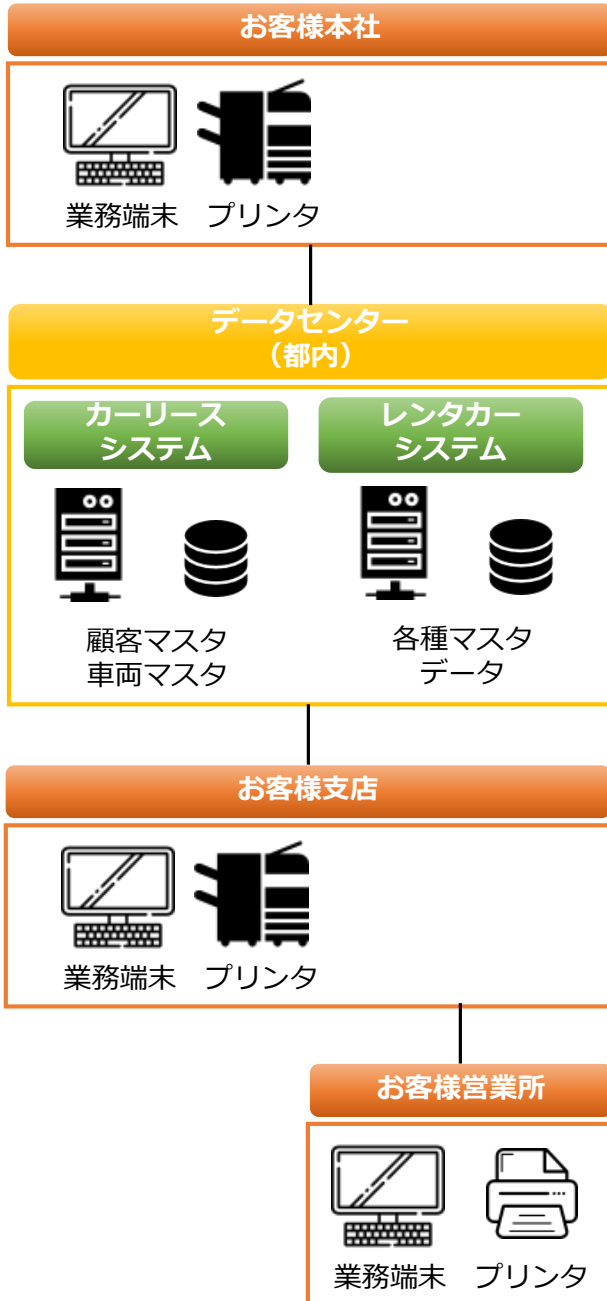 お客様本社
業務端末 プリンタ
データセンター
（都内）
カーリース
システム
レンタカー
システム
顧客マスタ
車両マスタ
各種マスタ
データ
お客様支店
業務端末 プリンタ
お客様営業所
業務端末 プリンタ